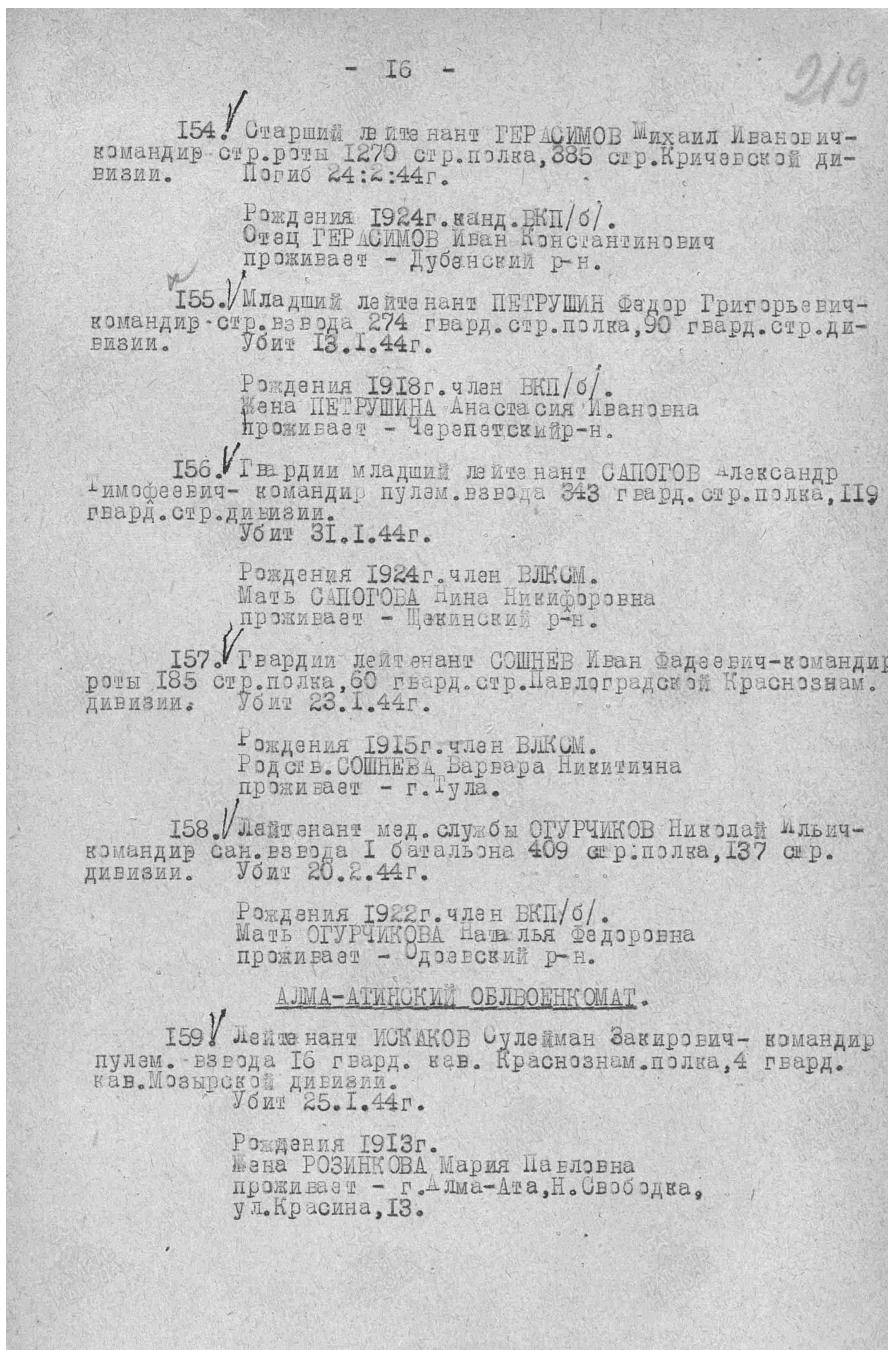 - 16 -
219
154. Старший лейтенант ГЕРАСИМОВ Михаил Иванович-
командир стр.роты 1270 стр.полка,385 стр.Кричевской ди-
визии. Погиб 24:2:44г.
Рождения 1924г.канд.ВКП/б/.
Отец ГЕРАСИМОВ Иван Константинович
проживает - Дубенский р-н.
155. Младший лейтенант ПЕТРУШИН Федор Григорьевич-
командир-стр.взвода 274 гвард.стр.полка,90 гвард.стр.ди-
визии. Убит 13.1.44г.
Рождения 1918г.член ВКП/б/.
Жена ПЕТРУШИНА Анастасия Ивановна
проживает - Черепетскийр-н.
156. Гвардии младший лейтенант САПОГОВ Александр
Тимофеевич- командир пулем.взвода 343 гвард.стр.полка,119
гвард.стр.дивизии.
Убит 31.1.44г.
Рождения 1924г.член ВЛКСМ.
Мать САПОГОВА Нина Никифоровна
проживает - Щекинский р-н.
157. Гвардии лейтенант СОШНЕВ Иван Фадеевич-командир
роты 185 стр.полка,60 гвард.стр.Павлоградской Краснознам.
дивизии. Убит 23.1.44г.
Рождения 1915г.член ВЛКСМ.
Родств.СОШНЕВА Варвара Никитична
проживает - г.Тула.
158. Лейтенант мед.службы ОГУРЧИКОВ Николай Ильич-
командир сан.взвода 1 батальона 409 стр:полка,137 стр.
дивизии. Убит 20.2.44г.
Рождения 1922г.член ВКП/б/.
Мать ОГУРЧИКОВА Наталья Федоровна
проживает - Одоевский р-н.
АЛМА-АТИНСКИЙ ОБЛВОЕНКОМАТ.
159. Лейтенант ИСКАКОВ Сулейман Закирович- командир
пулем. взвода 16 гвард. кав. Краснознам.полка,4 гвард.
кав.Мозырской дивизии.
Убит 25.1.44г.
Рождения 1913г.
Жена РОЗИНКОВА Мария Павловна
проживает - г.Алма-Ата,Н.Свободка,
ул.Красина,13.